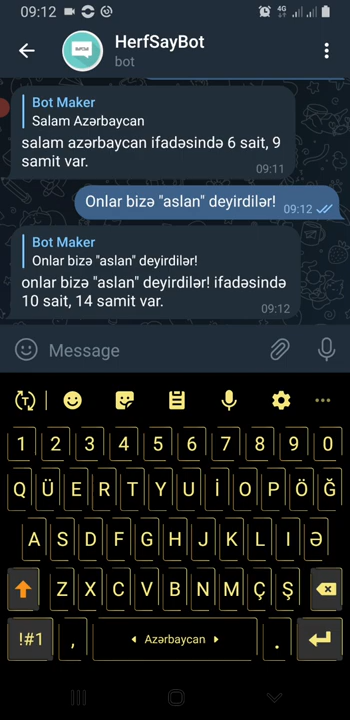 09:12
4G
HerfSayBot
bot
Bot Maker
Salam Azərbaycan
salam azərbaycan ifadəsində 6 sait, 9
samit var.
09:11
Onlar bizə "aslan" deyirdilər!
09:12
Bot Maker
Onlar bizə "aslan" deyirdilər!
onlar bizə "aslan" deyirdilər! ifadəsində
10 sait, 14 samit var.
09:12
Message
T
1 2 3 4 5 6 7 8 9 0
Q Ü E R T Y U İ O P Ö Ğ
A S D F G H J K L I Ə
Z X C V B N M Ç Ş
!#1 , Azərbaycan .